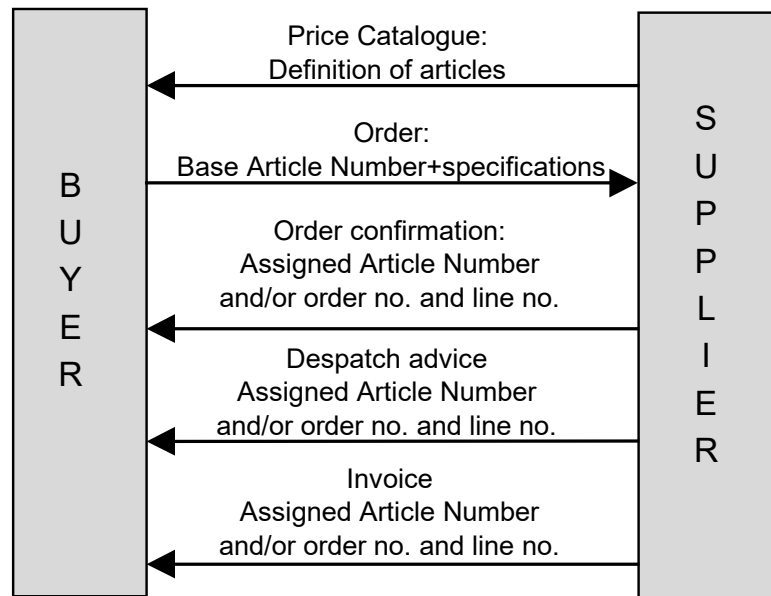 Price Catalogue:
Definition of articles
Order:
Base Article Number+specifications
Order confirmation:
Assigned Article Number
and/or order no. and line no.
Despatch advice
Assigned Article Number
and/or order no. and line no.
Invoice
Assigned Article Number
and/or order no. and line no.
BUYER
SUPPLIER